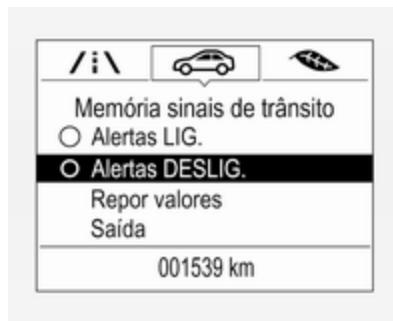 Memória sinais de trânsito
Alertas LIG.
Alertas DESLIG.
Repor valores
Saída
001539 km